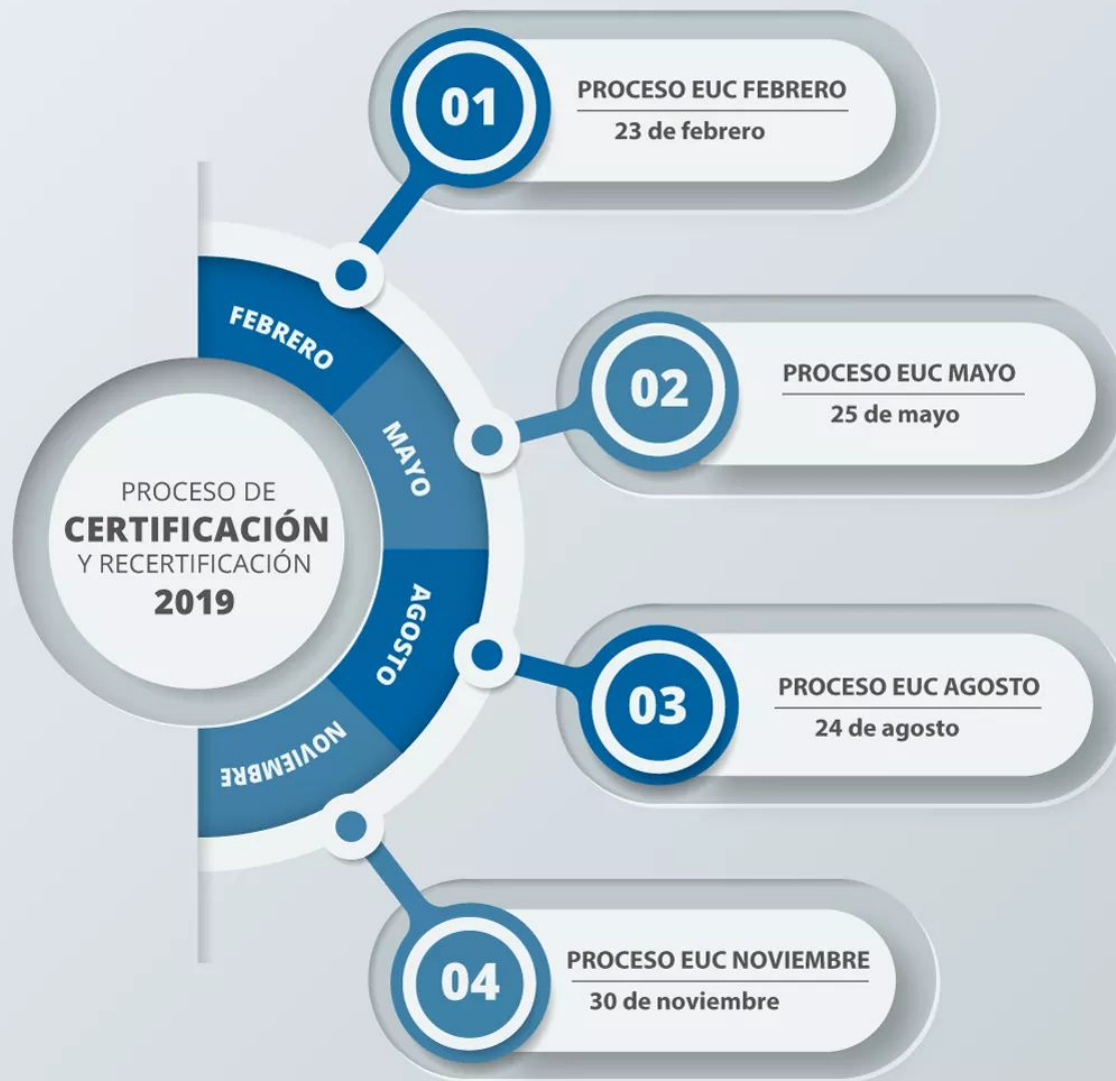 PROCESO DE
CERTIFICACIÓN
Y RECERTIFICACIÓN
2019
FEBRERO
MAYO
AGOSTO
NOVIEMBRE
01
PROCESO EUC FEBRERO
23 de febrero
02
PROCESO EUC MAYO
25 de mayo
03
PROCESO EUC AGOSTO
24 de agosto
04
PROCESO EUC NOVIEMBRE
30 de noviembre